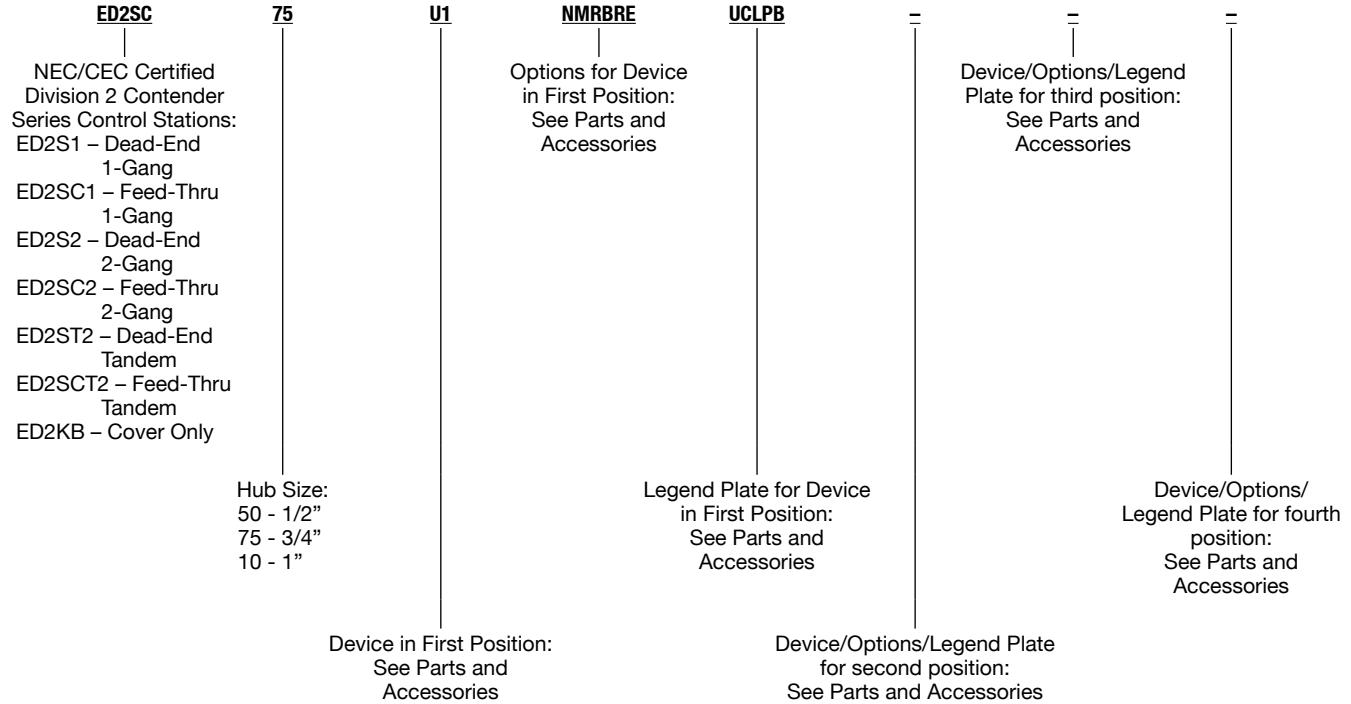 ED2SC 75 U1 NMRBRE UCLPB – – –
NEC/CEC Certified
Division 2 Contender
Series Control Stations:
ED2S1 – Dead-End
1-Gang
ED2SC1 – Feed-Thru
1-Gang
ED2S2 – Dead-End
2-Gang
ED2SC2 – Feed-Thru
2-Gang
ED2ST2 – Dead-End
Tandem
ED2SCT2 – Feed-Thru
Tandem
ED2KB – Cover Only
Hub Size:
50 - 1/2”
75 - 3/4”
10 - 1”
Device in First Position:
See Parts and
Accessories
Options for Device
in First Position:
See Parts and
Accessories
Legend Plate for Device
in First Position:
See Parts and
Accessories
Device/Options/Legend Plate
for second position:
See Parts and Accessories
Device/Options/Legend
Plate for third position:
See Parts and
Accessories
Device/Options/
Legend Plate for fourth
position:
See Parts and
Accessories